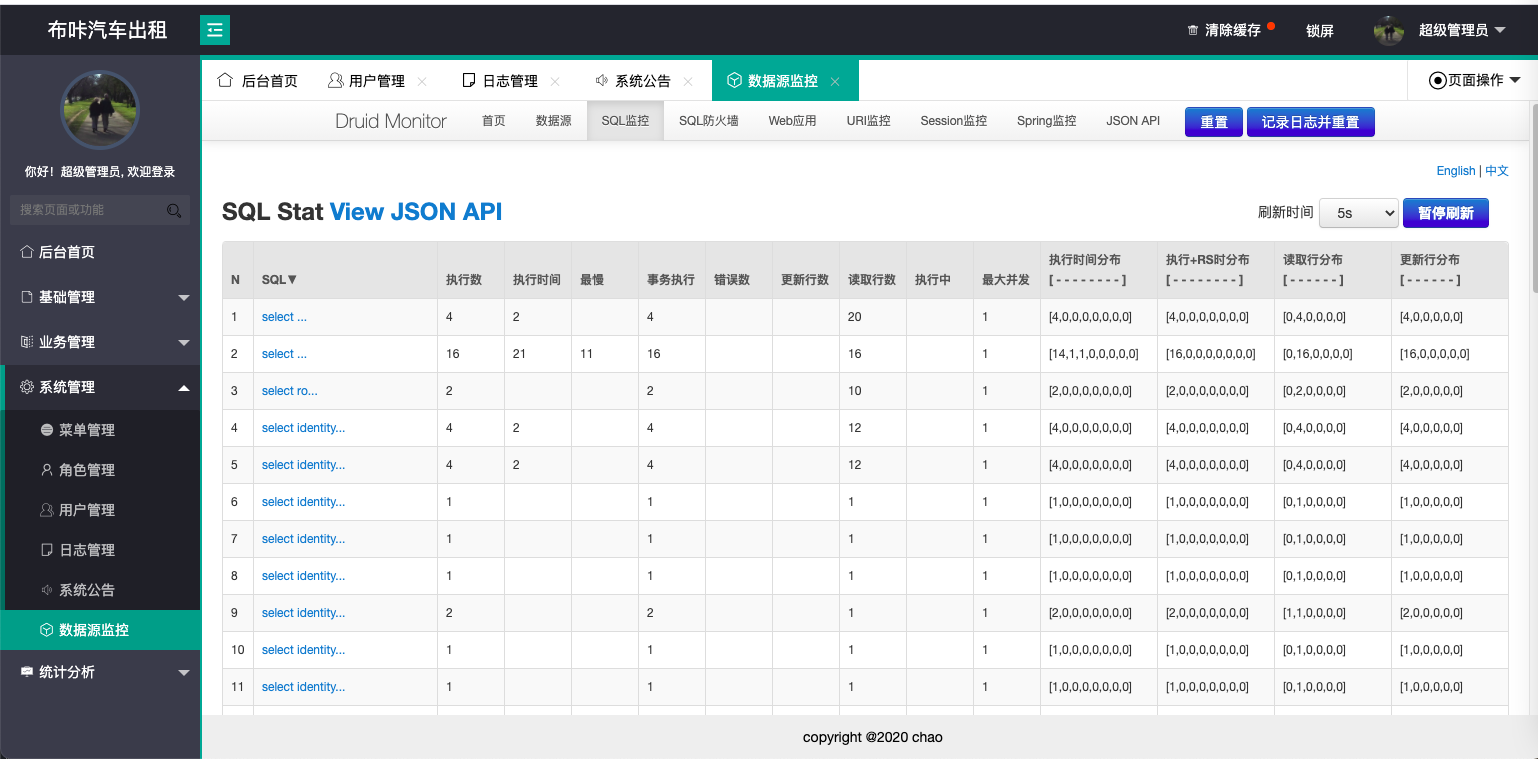 布咔汽车出租
清除缓存 锁屏 超级管理员
后台首页 用户管理 日志管理 系统公告 数据源监控 页面操作
Druid Monitor 首页 数据源 SQL监控 SQL防火墙 Web应用 URI监控 Session监控 Spring监控 JSON API 重置 记录日志并重置
你好！超级管理员, 欢迎登录
搜索页面或功能
后台首页
基础管理
业务管理
系统管理
菜单管理
角色管理
用户管理
日志管理
系统公告
数据源监控
统计分析
English | 中文
SQL Stat View JSON API 刷新时间 5s 暂停刷新
N SQL▼ 执行数 执行时间 最慢 事务执行 错误数 更新行数 读取行数 执行中 最大并发 执行时间分布 [ - - - - - - - - ] 执行+RS时分布 [ - - - - - - - - ] 读取行分布 [ - - - - - - ] 更新行分布 [ - - - - - - ]
1 select ... 4 2 4 20 1 [4,0,0,0,0,0,0,0] [4,0,0,0,0,0,0,0] [0,4,0,0,0,0] [4,0,0,0,0,0]
2 select ... 16 21 11 16 16 1 [14,1,1,0,0,0,0,0] [16,0,0,0,0,0,0,0] [0,16,0,0,0,0] [16,0,0,0,0,0]
3 select ro... 2 2 10 1 [2,0,0,0,0,0,0,0] [2,0,0,0,0,0,0,0] [0,2,0,0,0,0] [2,0,0,0,0,0]
4 select identity... 4 2 4 12 1 [4,0,0,0,0,0,0,0] [4,0,0,0,0,0,0,0] [0,4,0,0,0,0] [4,0,0,0,0,0]
5 select identity... 4 2 4 12 1 [4,0,0,0,0,0,0,0] [4,0,0,0,0,0,0,0] [0,4,0,0,0,0] [4,0,0,0,0,0]
6 select identity... 1 1 1 1 [1,0,0,0,0,0,0,0] [1,0,0,0,0,0,0,0] [0,1,0,0,0,0] [1,0,0,0,0,0]
7 select identity... 1 1 1 1 [1,0,0,0,0,0,0,0] [1,0,0,0,0,0,0,0] [0,1,0,0,0,0] [1,0,0,0,0,0]
8 select identity... 1 1 1 1 [1,0,0,0,0,0,0,0] [1,0,0,0,0,0,0,0] [0,1,0,0,0,0] [1,0,0,0,0,0]
9 select identity... 2 2 1 1 [2,0,0,0,0,0,0,0] [2,0,0,0,0,0,0,0] [1,1,0,0,0,0] [2,0,0,0,0,0]
10 select identity... 1 1 1 1 [1,0,0,0,0,0,0,0] [1,0,0,0,0,0,0,0] [0,1,0,0,0,0] [1,0,0,0,0,0]
11 select identity... 1 1 1 1 [1,0,0,0,0,0,0,0] [1,0,0,0,0,0,0,0] [0,1,0,0,0,0] [1,0,0,0,0,0]
copyright @2020 chao